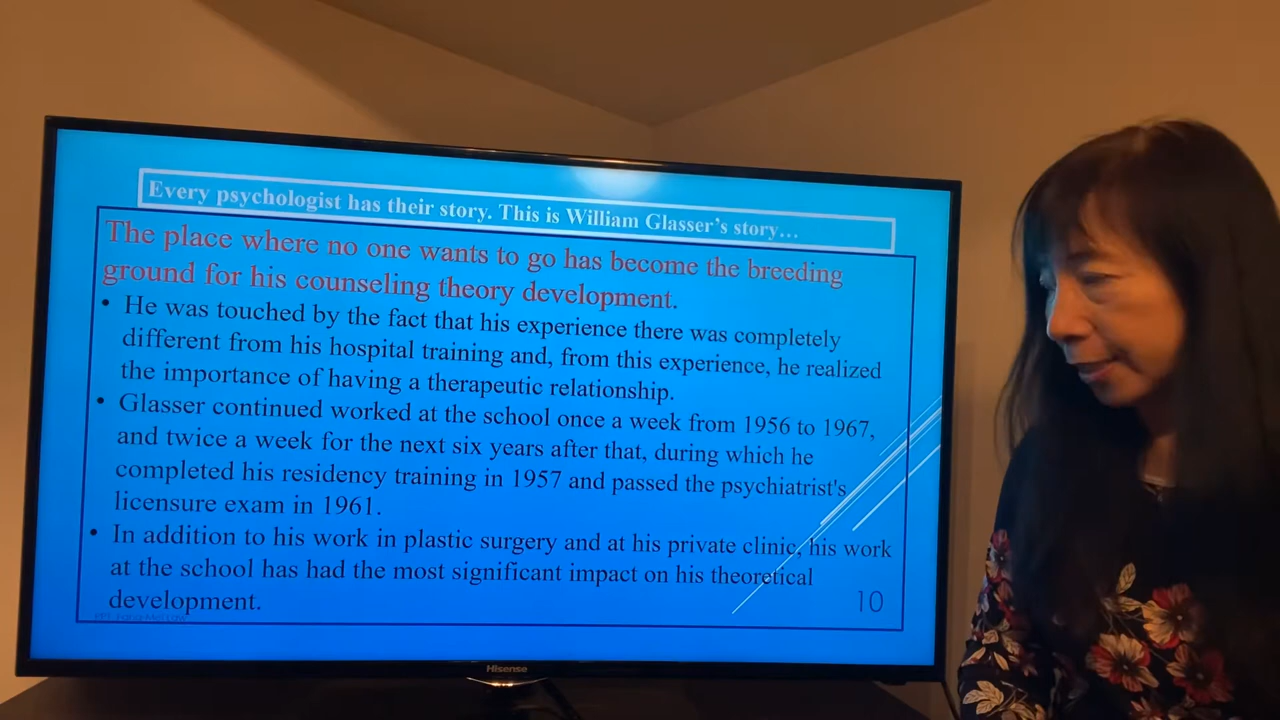 Every psychologist has their story. This is William Glasser's story...
The place where no one wants to go has become the breeding
ground for his counseling theory development.
• He was touched by the fact that his experience there was completely
different from his hospital training and, from this experience, he realized
the importance of having a therapeutic relationship.
• Glasser continued worked at the school once a week from 1956 to 1967,
and twice a week for the next six years after that, during which he
completed his residency training in 1957 and passed the psychiatrist's
licensure exam in 1961.
• In addition to his work in plastic surgery and at his private clinic, his work
at the school has had the most significant impact on his theoretical
development.
10
Hisense